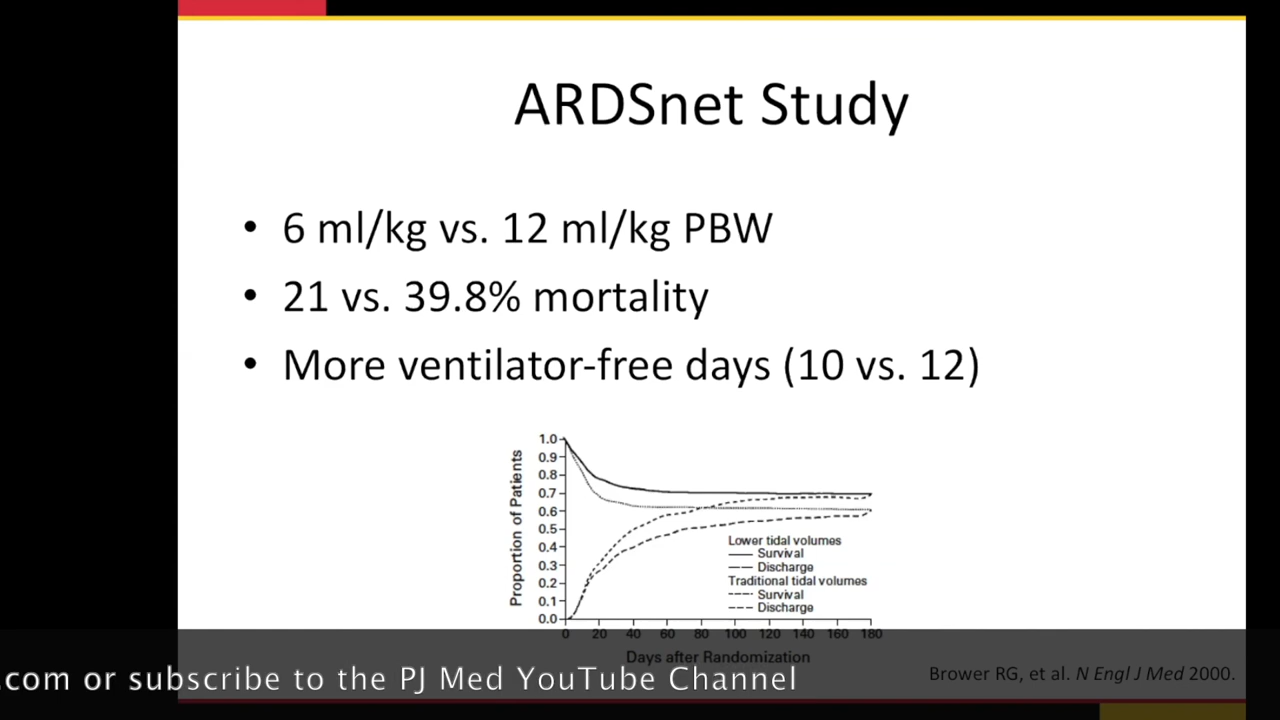 ARDSnet Study
• 6 ml/kg vs. 12 ml/kg PBW
• 21 vs. 39.8% mortality
• More ventilator-free days (10 vs. 12)
Proportion of Patients
1.0
0.9
0.8
0.7
0.6
0.5
0.4
0.3
0.2
0.1
0.0
Lower tidal volumes
Survival
Discharge
Traditional tidal volumes
Survival
Discharge
0 20 40 60 80 100 120 140 160 180
Days after Randomization
Brower RG, et al. N Engl J Med 2000.
.com or subscribe to the PJ Med YouTube Channel